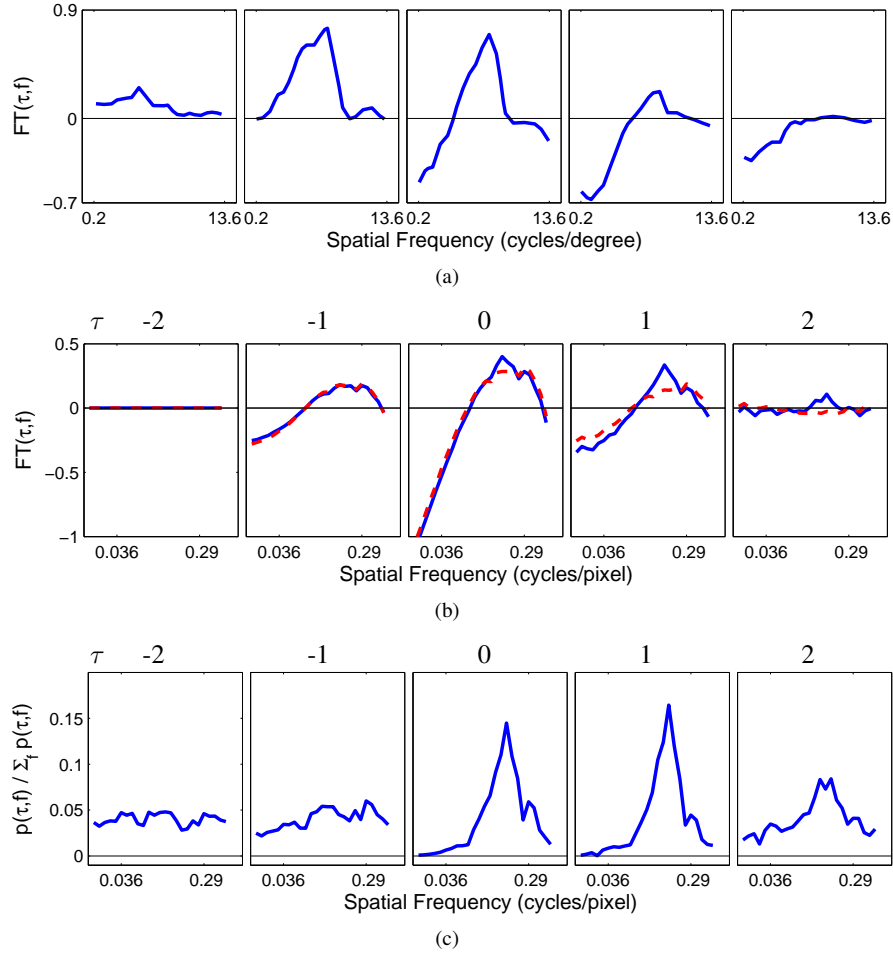 0.9
0
−0.7
FT(τ,f)
0.2 13.6 0.2 13.6 0.2 13.6 0.2 13.6 0.2 13.6
Spatial Frequency (cycles/degree)
(a)
τ -2 -1 0 1 2
0.5
0
−0.5
−1
FT(τ,f)
0.036 0.29 0.036 0.29 0.036 0.29 0.036 0.29 0.036 0.29
Spatial Frequency (cycles/pixel)
(b)
τ -2 -1 0 1 2
0.15
0.1
0.05
0
p(τ,f) / Σf p(τ,f)
0.036 0.29 0.036 0.29 0.036 0.29 0.036 0.29 0.036 0.29
Spatial Frequency (cycles/pixel)
(c)